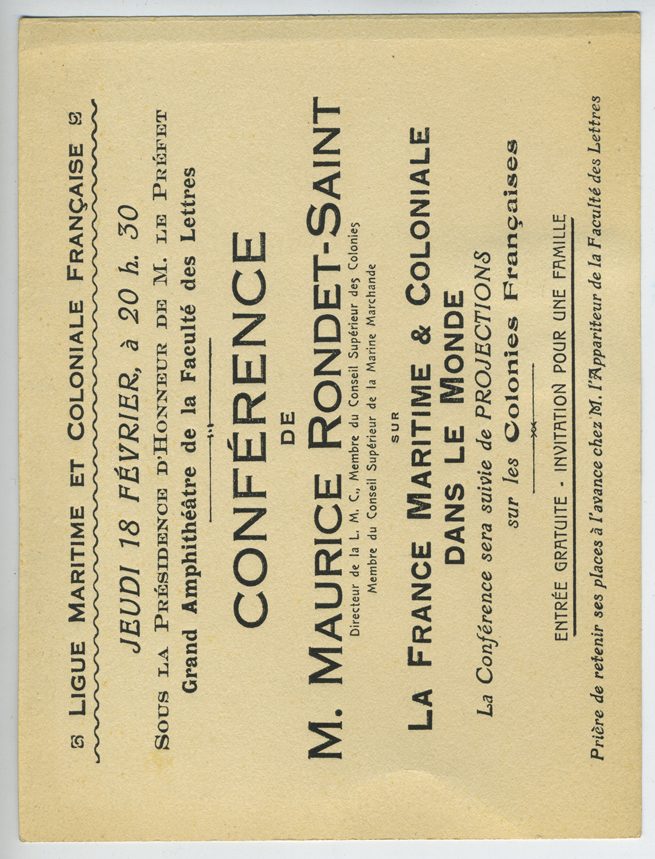 LIGUE MARITIME ET COLONIALE FRANÇAISE
JEUDI 18 FÉVRIER, à 20 h. 30
SOUS LA PRÉSIDENCE D'HONNEUR DE M. LE PRÉFET
Grand Amphithéâtre de la Faculté des Lettres
CONFÉRENCE
DE
M. MAURICE RONDET-SAINT
Directeur de la L. M. C., Membre du Conseil Supérieur des Colonies
Membre du Conseil Supérieur de la Marine Marchande
SUR
LA FRANCE MARITIME & COLONIALE
DANS LE MONDE
La Conférence sera suivie de PROJECTIONS
sur les Colonies Françaises
ENTRÉE GRATUITE - INVITATION POUR UNE FAMILLE
Prière de retenir ses places à l'avance chez M. l'Appariteur de la Faculté des Lettres